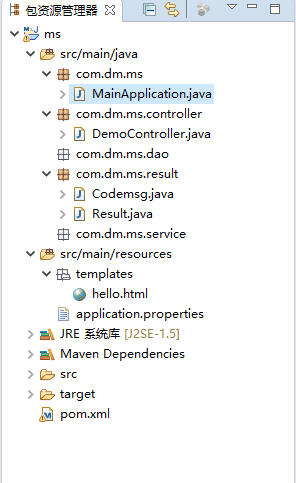 包资源管理器
ms
src/main/java
com.dm.ms
MainApplication.java
com.dm.ms.controller
DemoController.java
com.dm.ms.dao
com.dm.ms.result
Codemsg.java
Result.java
com.dm.ms.service
src/main/resources
templates
hello.html
application.properties
JRE 系统库 [J2SE-1.5]
Maven Dependencies
src
target
pom.xml